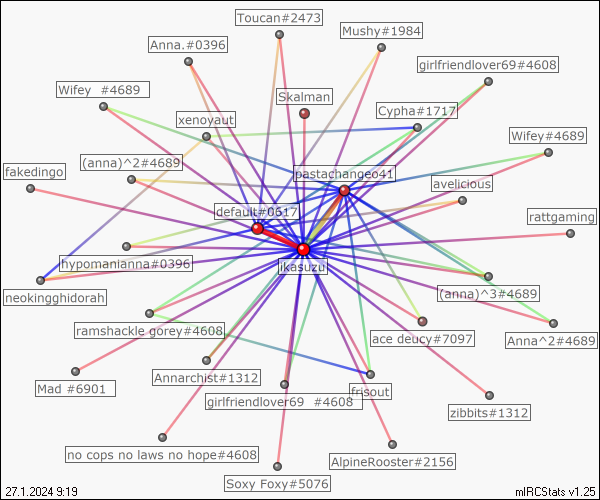 Toucan#2473
Mushy#1984
Anna.#0396
girlfriendlover69#4608
Wifey  #4689
Skalman
Cypha#1717
xenoyaut
Wifey#4689
(anna)^2#4689
pastachangeo41
fakedingo
avelicious
default#0617
rattgaming
hypomanianna#0396
ikasuzu
neokingghidorah
(anna)^3#4689
ramshackle gorey#4608
ace deucy#7097
Anna^2#4689
Annarchist#1312
Mad #6901
frisout
girlfriendlover69  #4608
zibbits#1312
no cops no laws no hope#4608
AlpineRooster#2156
Soxy Foxy#5076
27.1.2024 9:19
mIRCStats v1.25